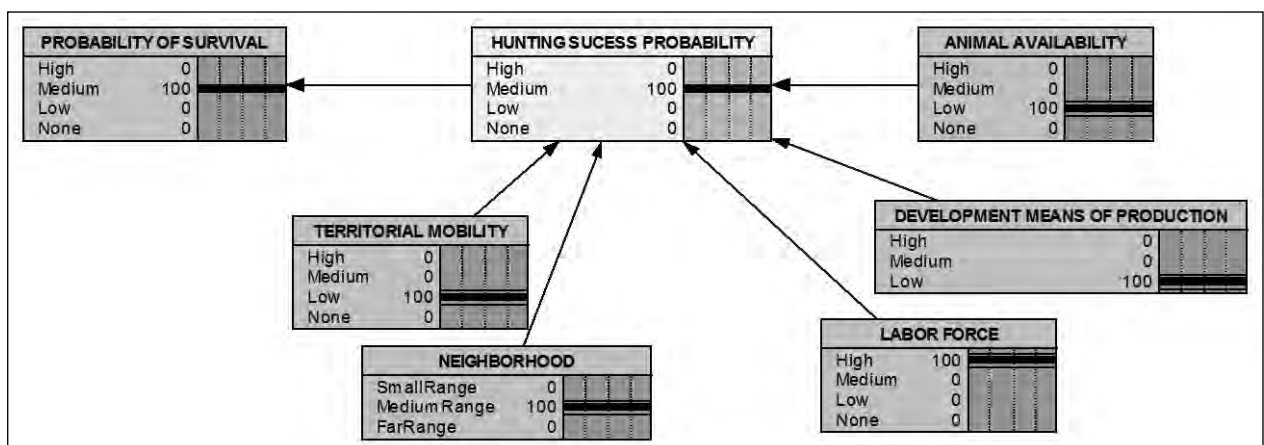 PROBABILITY OF SURVIVAL
High 0
Medium 100
Low 0
None 0
HUNTING SUCESS PROBABILITY
High 0
Medium 100
Low 0
None 0
ANIMAL AVAILABILITY
High 0
Medium 0
Low 100
None 0
TERRITORIAL MOBILITY
High 0
Medium 0
Low 100
None 0
DEVELOPMENT MEANS OF PRODUCTION
High 0
Medium 0
Low 100
NEIGHBORHOOD
SmallRange 0
Medium Range 100
FarRange 0
LABOR FORCE
High 100
Medium 0
Low 0
None 0